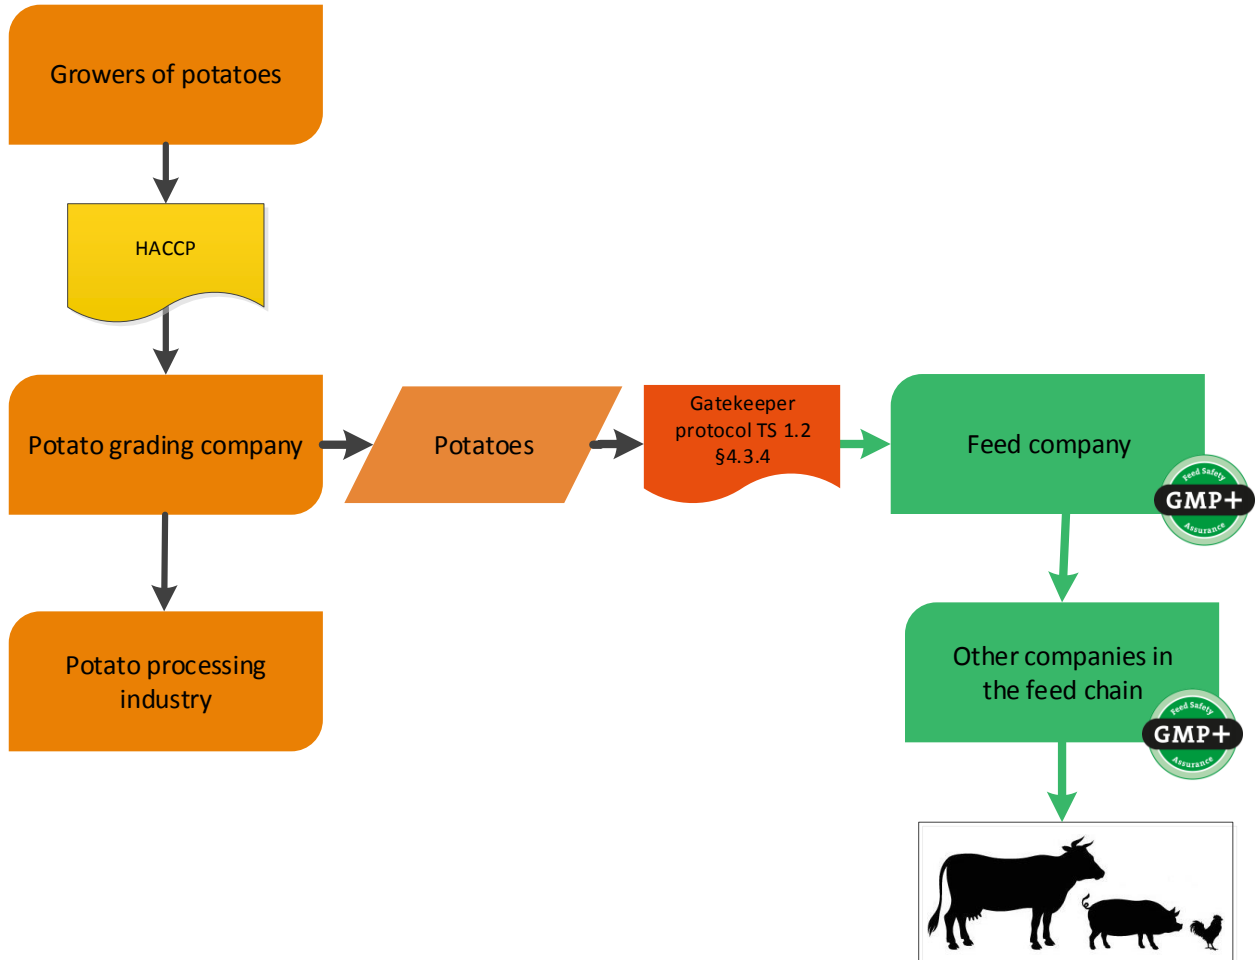 Growers of potatoes
HACCP
Potato grading company
Potatoes
Gatekeeper
protocol TS 1.2
§4.3.4
Feed company
Feed Safety
GMP+
Assurance
Potato processing
industry
Other companies in
the feed chain
Feed Safety
GMP+
Assurance